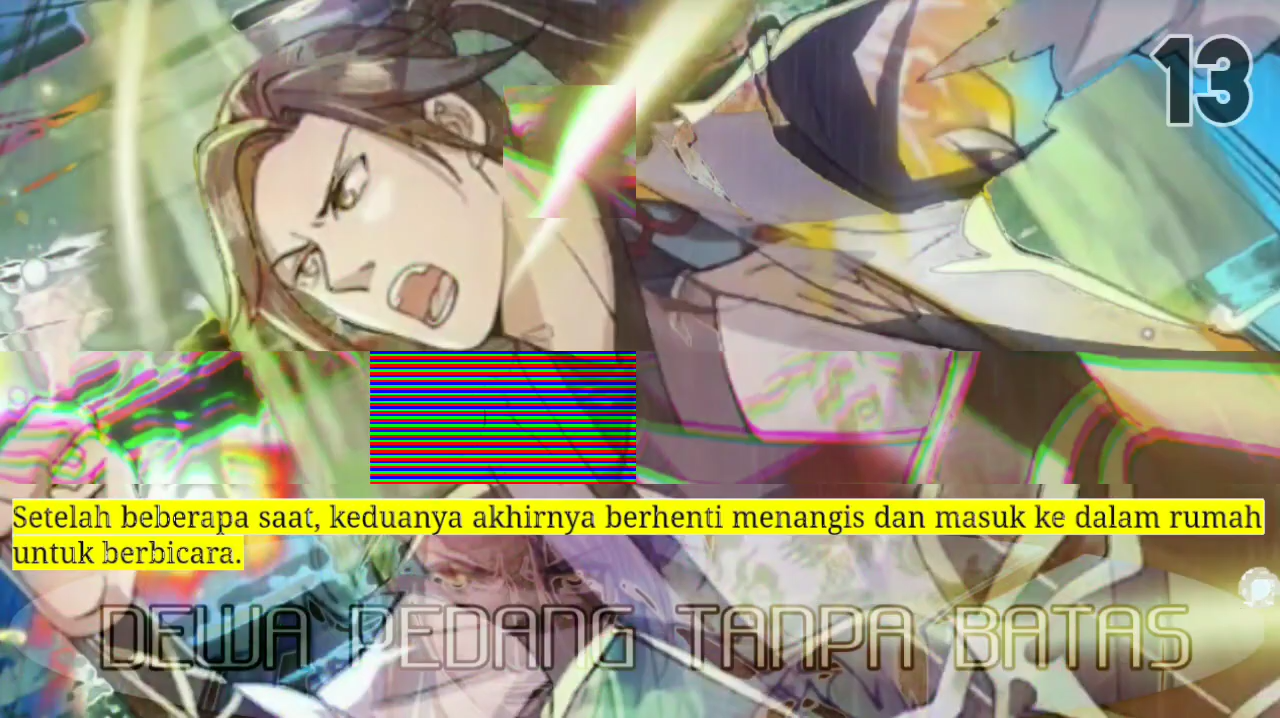 13
Setelah beberapa saat, keduanya akhirnya berhenti menangis dan masuk ke dalam rumah
untuk berbicara.
DEWA PEDANG TANPA BATAS